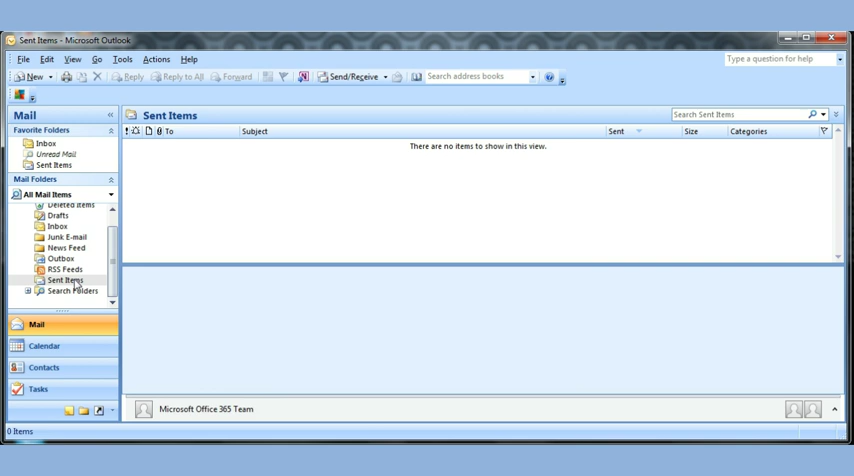 Sent Items - Microsoft Outlook
File Edit View Go Tools Actions Help
Type a question for help
New Reply Reply to All Forward Send/Receive Search address books
Mail
Favorite Folders
Inbox
Unread Mail
Sent Items
Mail Folders
All Mail Items
Deleted Items
Drafts
Inbox
Junk E-mail
News Feed
Outbox
RSS Feeds
Sent Items
Search Folders
Mail
Calendar
Contacts
Tasks
Sent Items
Search Sent Items
To Subject Sent Size Categories
There are no items to show in this view.
Microsoft Office 365 Team
0 Items